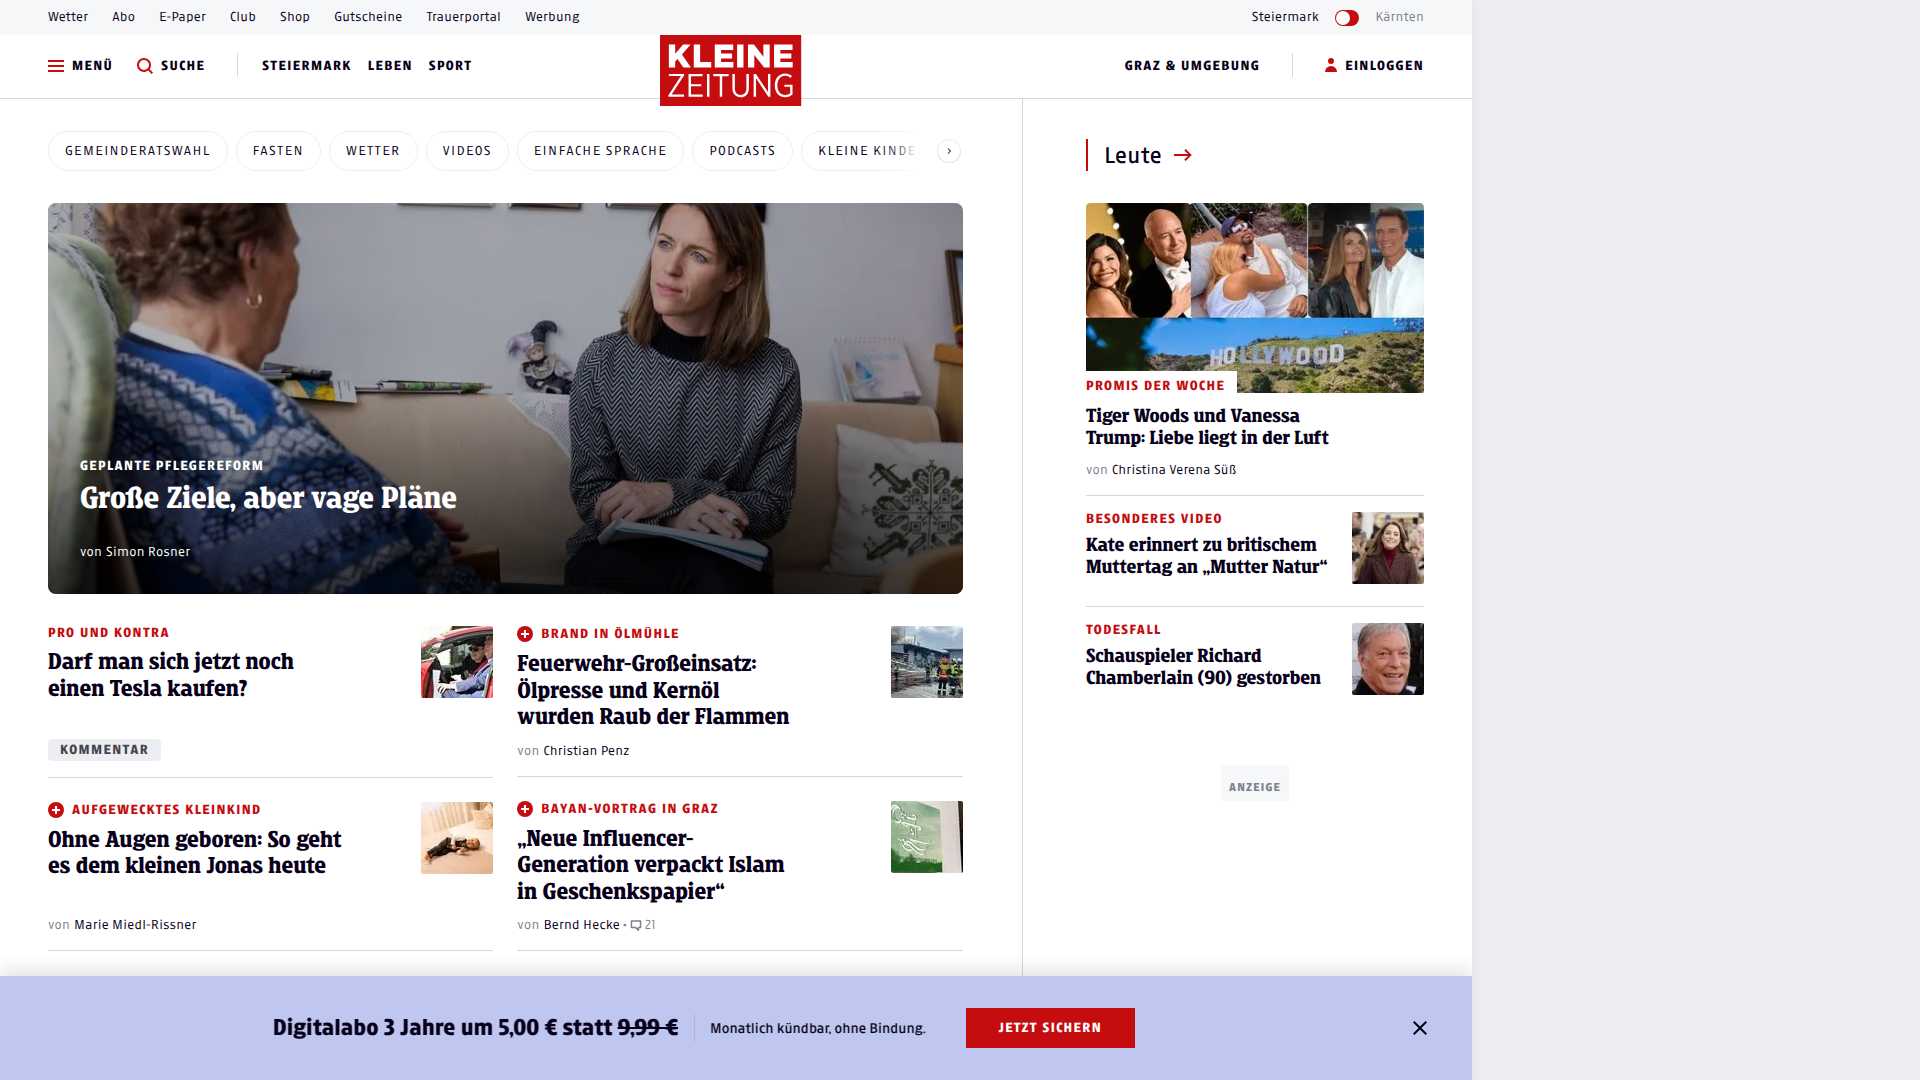 Wetter Abo E-Paper Club Shop Gutscheine Trauerportal Werbung Steiermark Kärnten
MENÜ SUCHE STEIERMARK LEBEN SPORT KLEINE ZEITUNG GRAZ & UMGEBUNG EINLOGGEN
GEMEINDERATSWAHL FASTEN WETTER VIDEOS EINFACHE SPRACHE PODCASTS KLEINE KINDE
GEPLANTE PFLEGEREFORM
Große Ziele, aber vage Pläne
von Simon Rosner
PRO UND KONTRA
Darf man sich jetzt noch
einen Tesla kaufen?
KOMMENTAR
BRAND IN ÖLMÜHLE
Feuerwehr-Großeinsatz:
Ölpresse und Kernöl
wurden Raub der Flammen
von Christian Penz
AUFGEWECKTES KLEINKIND
Ohne Augen geboren: So geht
es dem kleinen Jonas heute
von Marie Miedl-Rissner
BAYAN-VORTRAG IN GRAZ
„Neue Influencer-
Generation verpackt Islam
in Geschenkspapier“
von Bernd Hecke • 21
Leute
HOLLYWOOD
PROMIS DER WOCHE
Tiger Woods und Vanessa
Trump: Liebe liegt in der Luft
von Christina Verena Süß
BESONDERES VIDEO
Kate erinnert zu britischem
Muttertag an „Mutter Natur“
TODESFALL
Schauspieler Richard
Chamberlain (90) gestorben
ANZEIGE
Digitalabo 3 Jahre um 5,00 € statt 9,99 € Monatlich kündbar, ohne Bindung. JETZT SICHERN